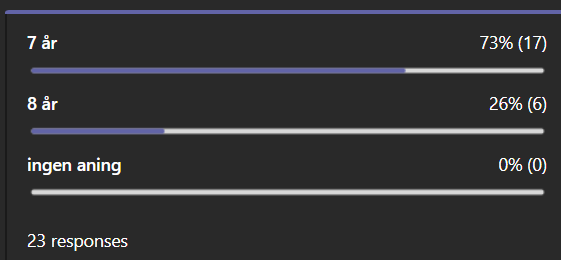 7 år 73% (17)
8 år 26% (6)
ingen aning 0% (0)
23 responses